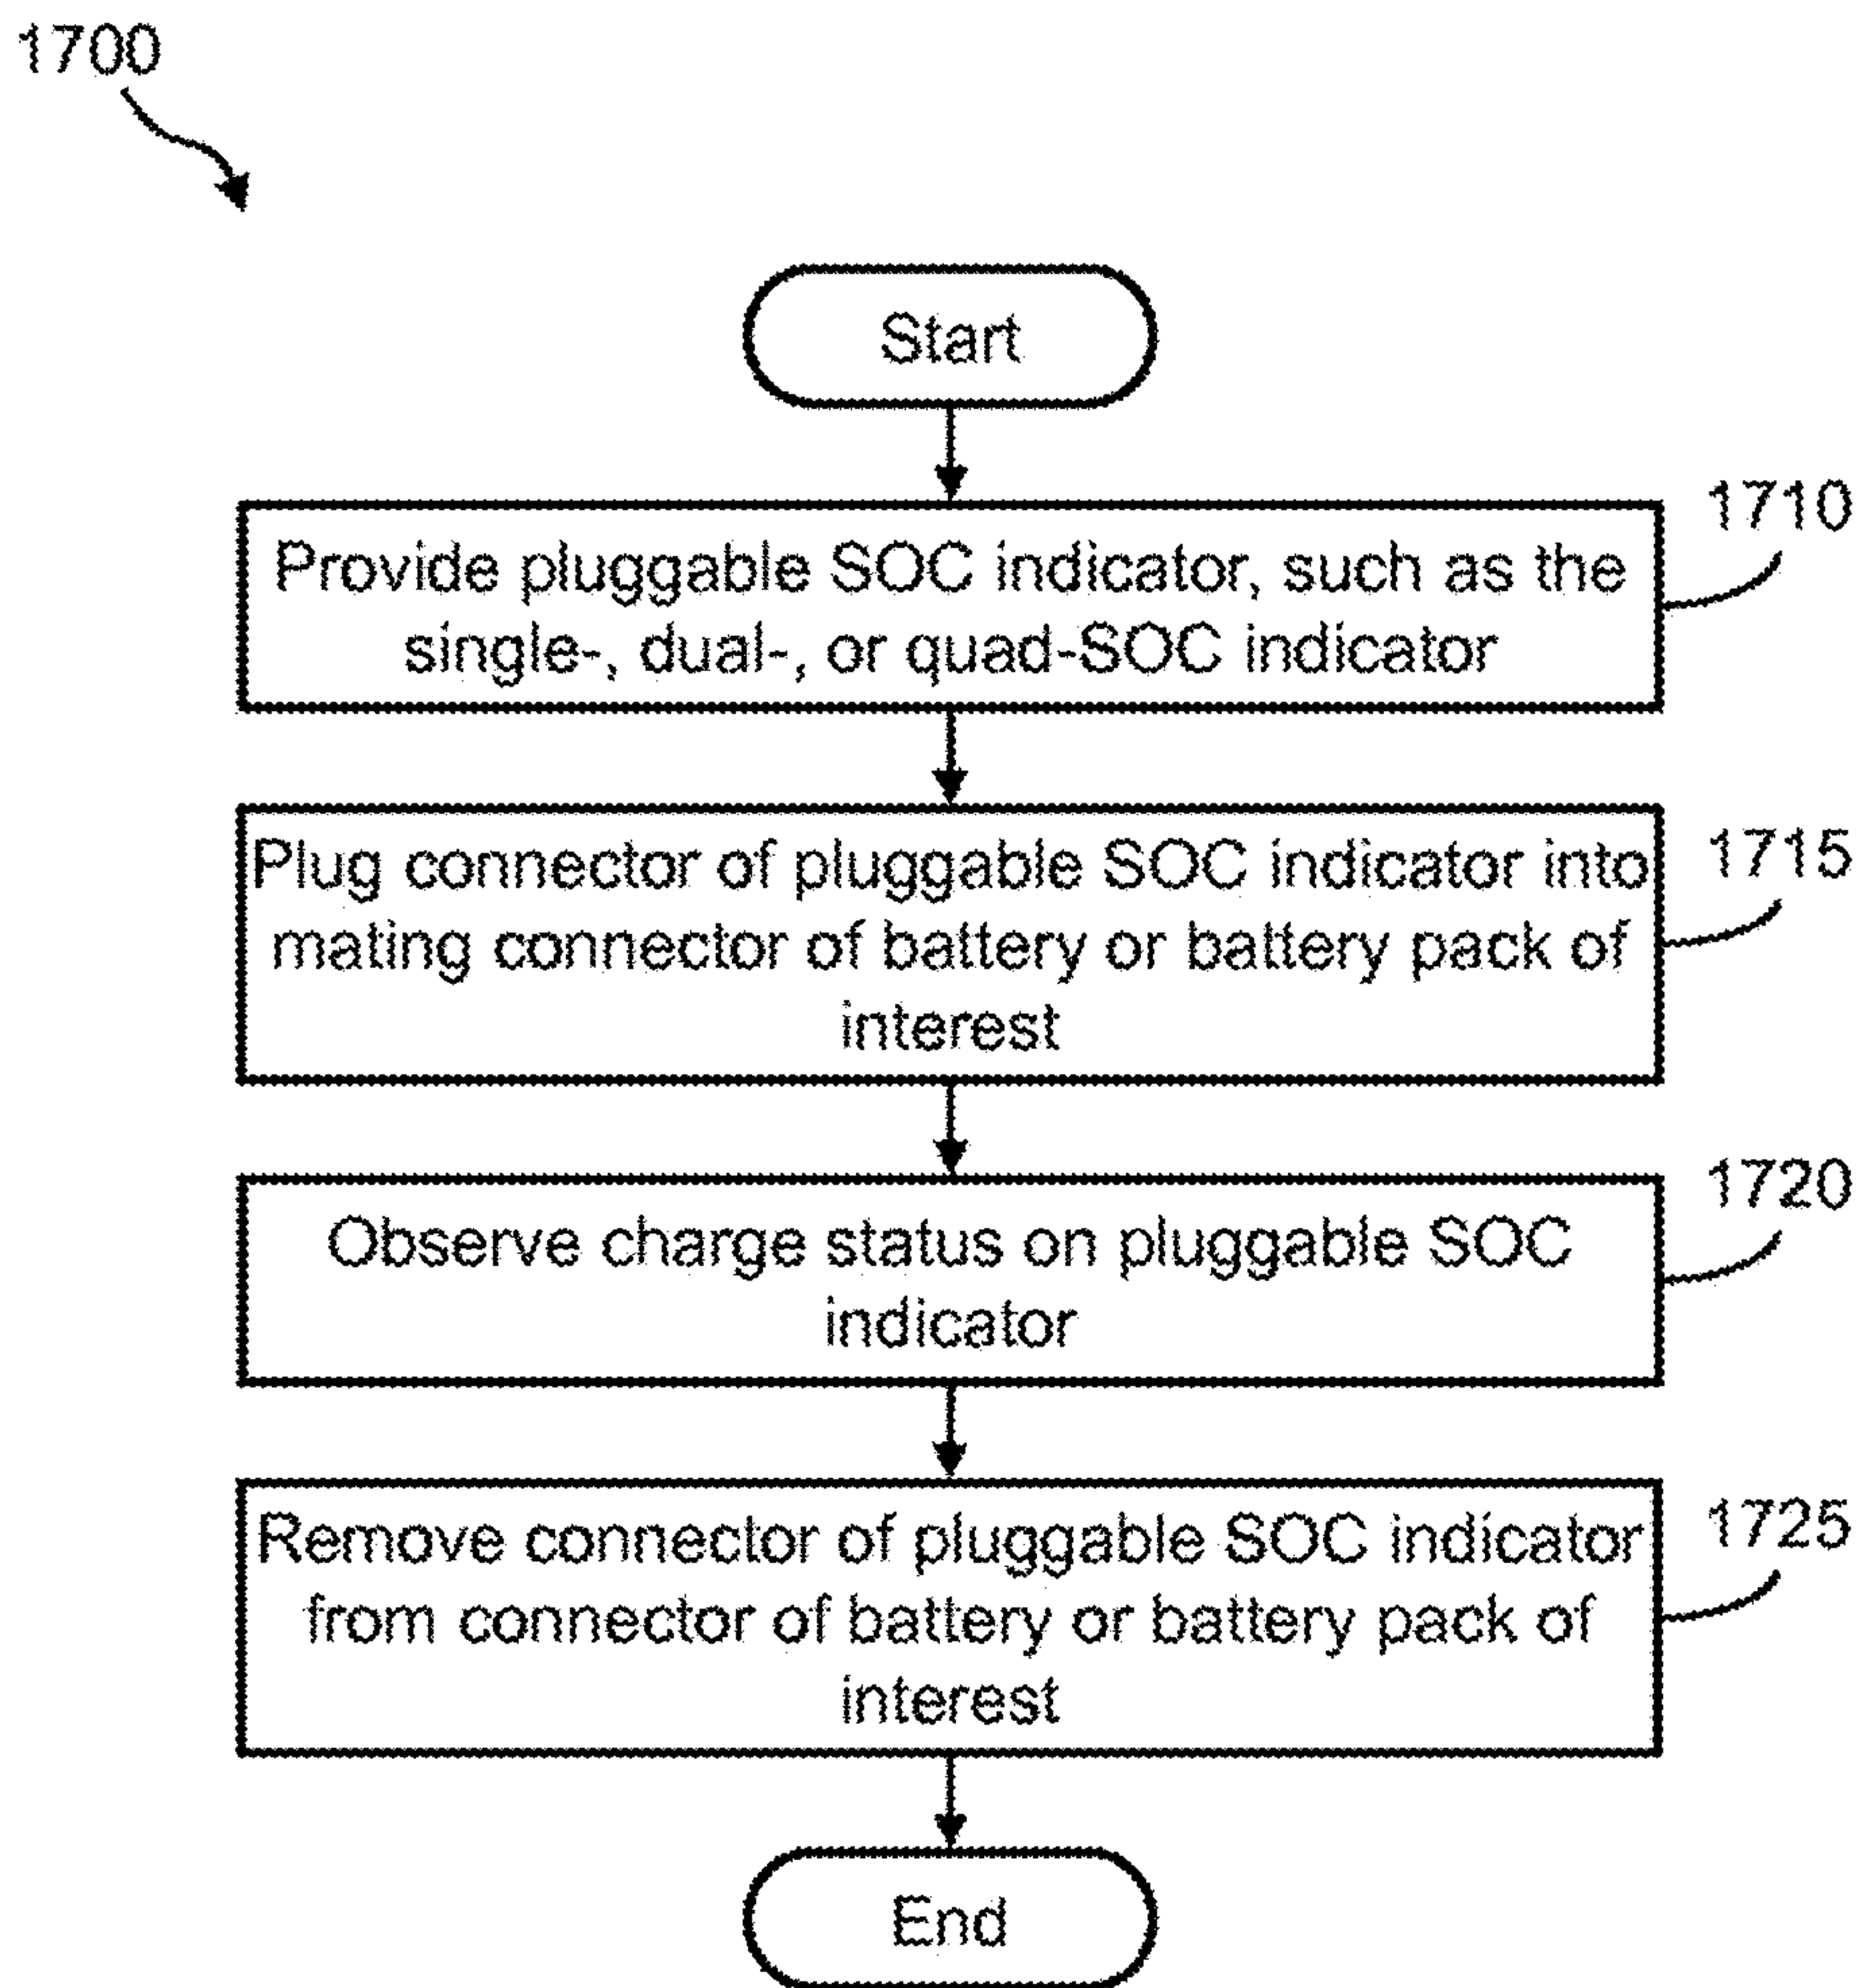 1700
Start
1710
Provide pluggable SOC indicator, such as the
single-, dual-, or quad-SOC indicator
1715
Plug connector of pluggable SOC indicator into
mating connector of battery or battery pack of
interest
1720
Observe charge status on pluggable SOC
indicator
1725
Remove connector of pluggable SOC indicator
from connector of battery or battery pack of
interest
End